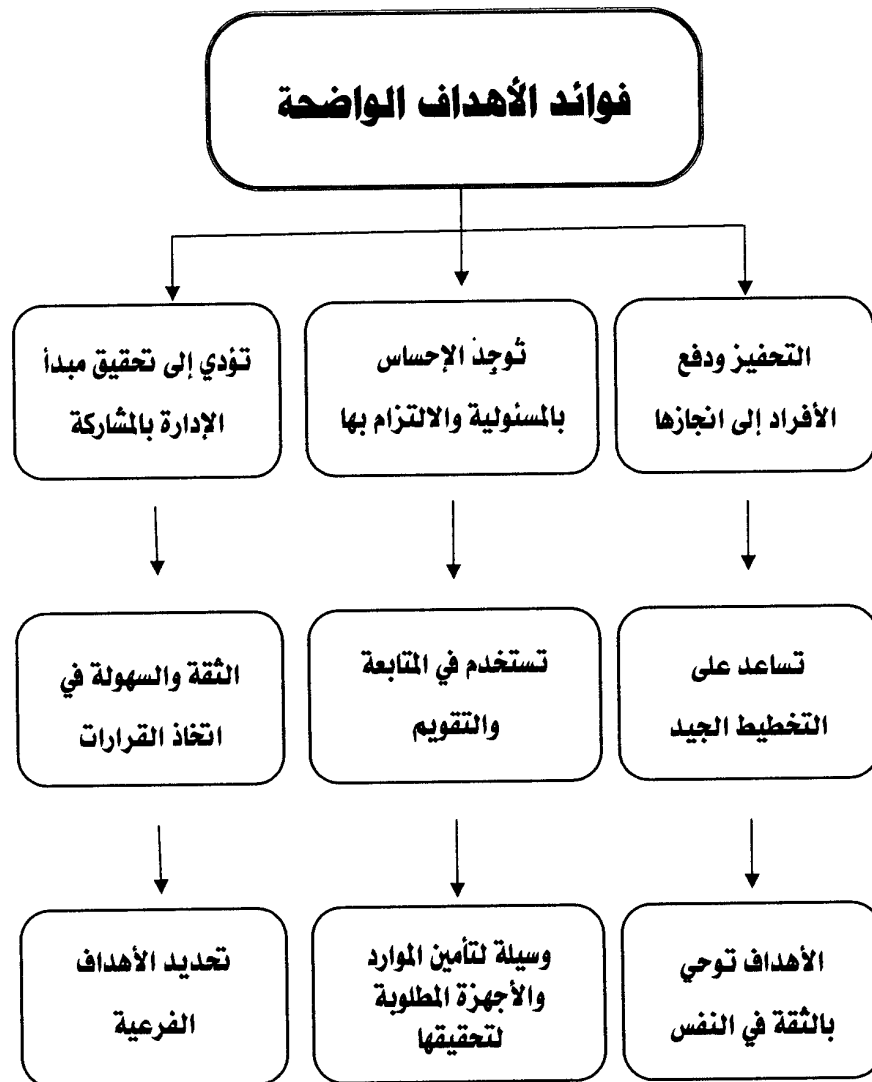 فوائد الأهداف الواضحة
التحفيز ودفع
الأفراد إلى انجازها
تُوجِدْ الإحساس
بالمسئولية والالتزام بها
تؤدي إلى تحقيق مبدأ
الإدارة بالمشاركة
تساعد على
التخطيط الجيد
تستخدم في المتابعة
والتقويم
الثقة والسهولة في
اتخاذ القرارات
الأهداف توحي
بالثقة في النفس
وسيلة لتأمين الموارد
والأجهزة المطلوبة
لتحقيقها
تحديد الأهداف
الفرعية